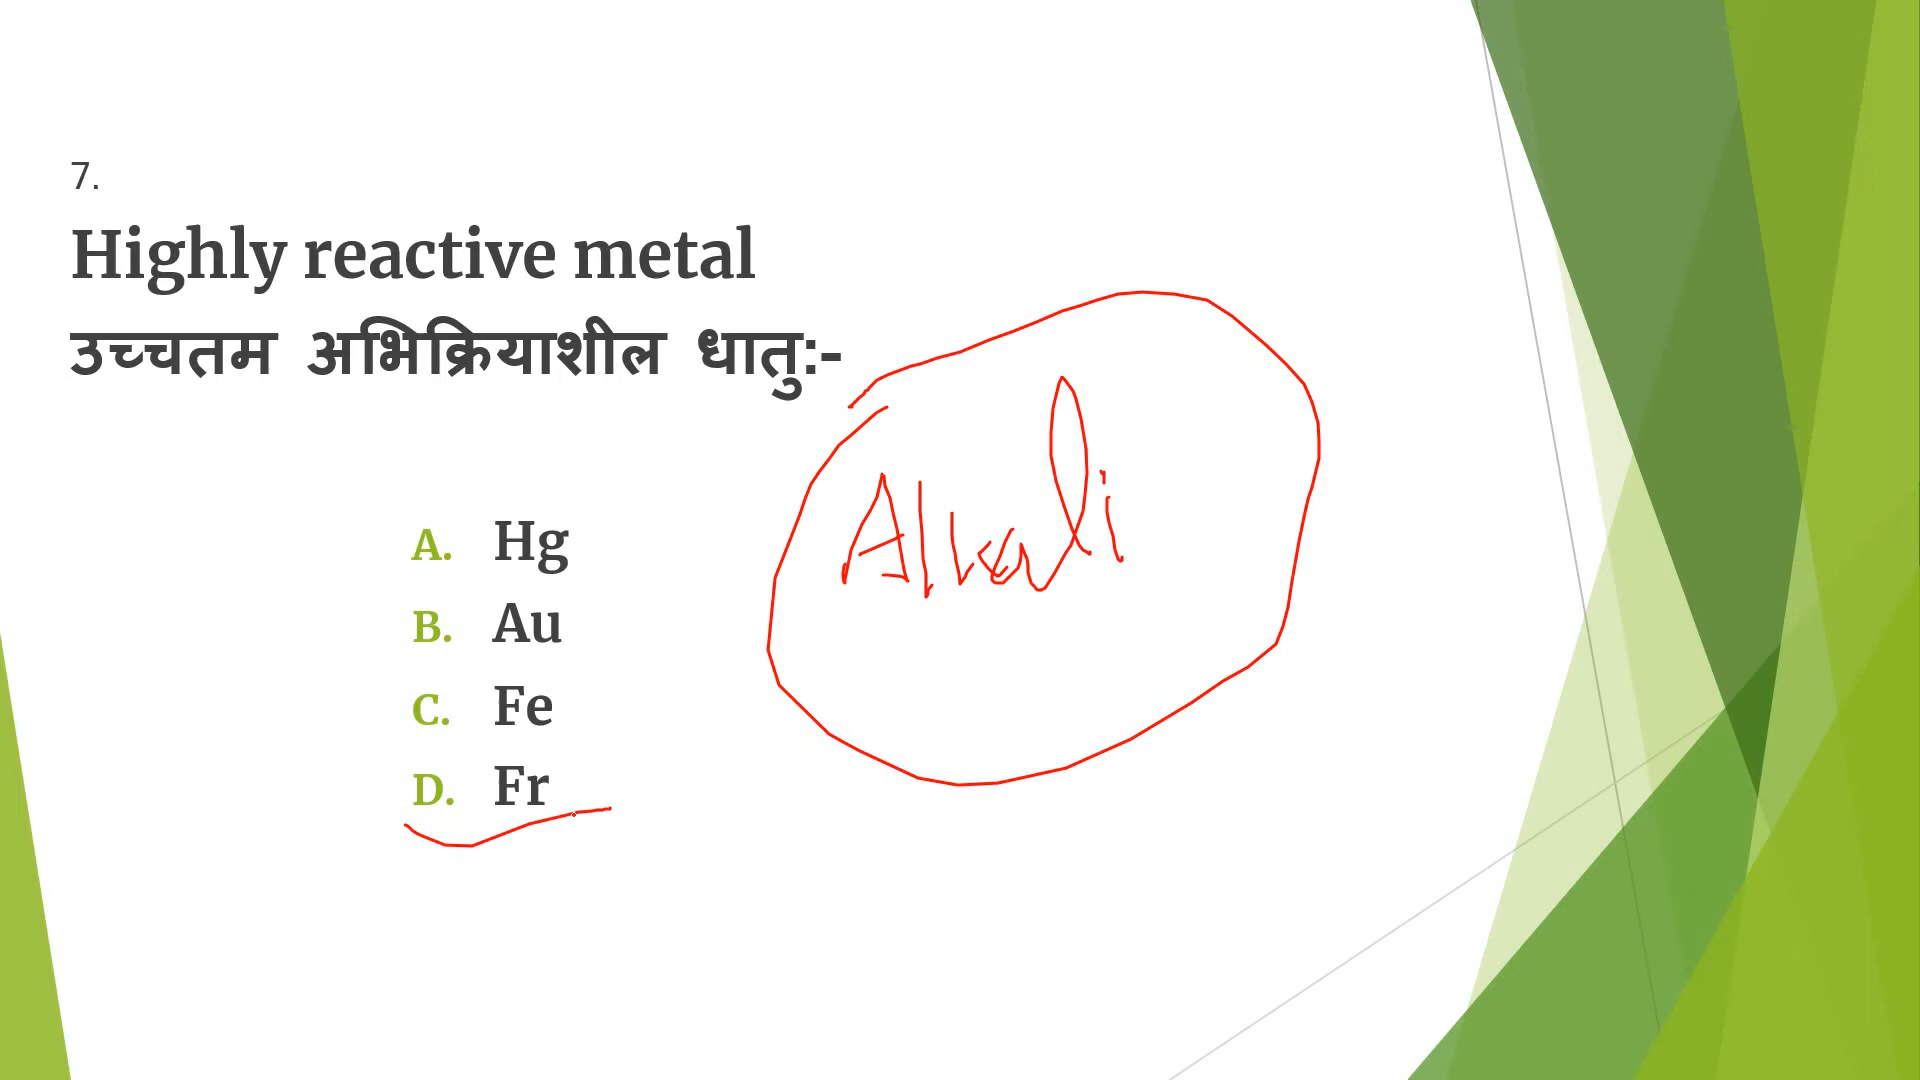 7.
Highly reactive metal
उच्चतम अभिक्रियाशील धातु:-
Alkali
A. Hg
B. Au
C. Fe
D. Fr